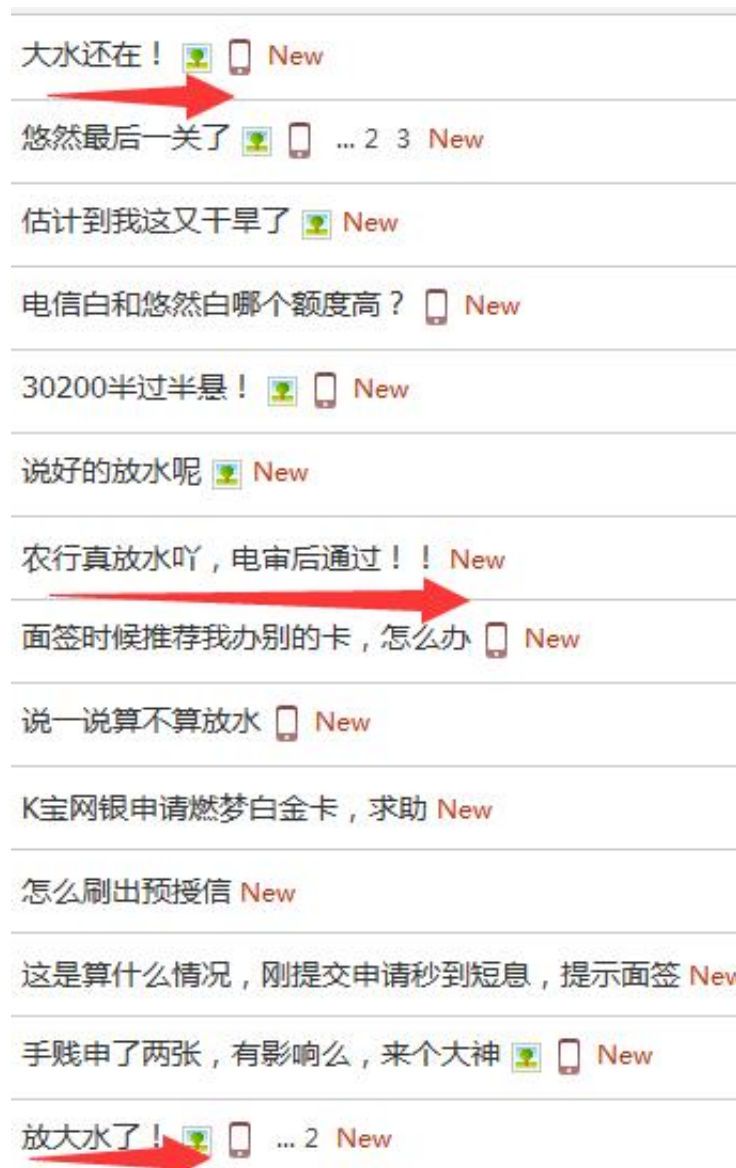 大水还在！ New
悠然最后一关了 ... 2 3 New
估计到我这又干旱了 New
电信白和悠然白哪个额度高？ New
30200半过半悬！ New
说好的放水呢 New
农行真放水吖，电审后通过！！ New
面签时候推荐我办别的卡，怎么办 New
说一说算不算放水 New
K宝网银申请燃梦白金卡，求助 New
怎么刷出预授信 New
这是算什么情况，刚提交申请秒到短息，提示面签 New
手贱申了两张，有影响么，来个大神 New
放大水了！ ... 2 New